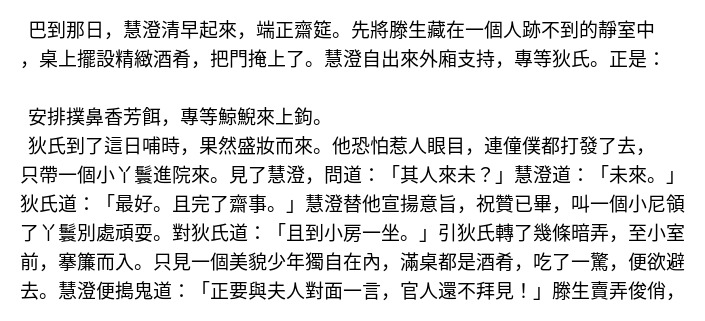 巴到那日，慧澄清早起來，端正齋筵。先將滕生藏在一個人跡不到的靜室中
，桌上擺設精緻酒肴，把門掩上了。慧澄自出來外廂支持，專等狄氏。正是：
安排撲鼻香芳餌，專等鯨鯢來上鉤。
狄氏到了這日晡時，果然盛妝而來。他恐怕惹人眼目，連僮僕都打發了去，
只帶一個小丫鬟進院來。見了慧澄，問道：「其人來未？」慧澄道：「未來。」
狄氏道：「最好。且完了齋事。」慧澄替他宣揚意旨，祝贊已畢，叫一個小尼領
了丫鬟別處頑耍。對狄氏道：「且到小房一坐。」引狄氏轉了幾條暗弄，至小室
前，搴簾而入。只見一個美貌少年獨自在內，滿桌都是酒肴，吃了一驚，便欲避
去。慧澄便搗鬼道：「正要與夫人對面一言，官人還不拜見！」滕生賣弄俊俏，